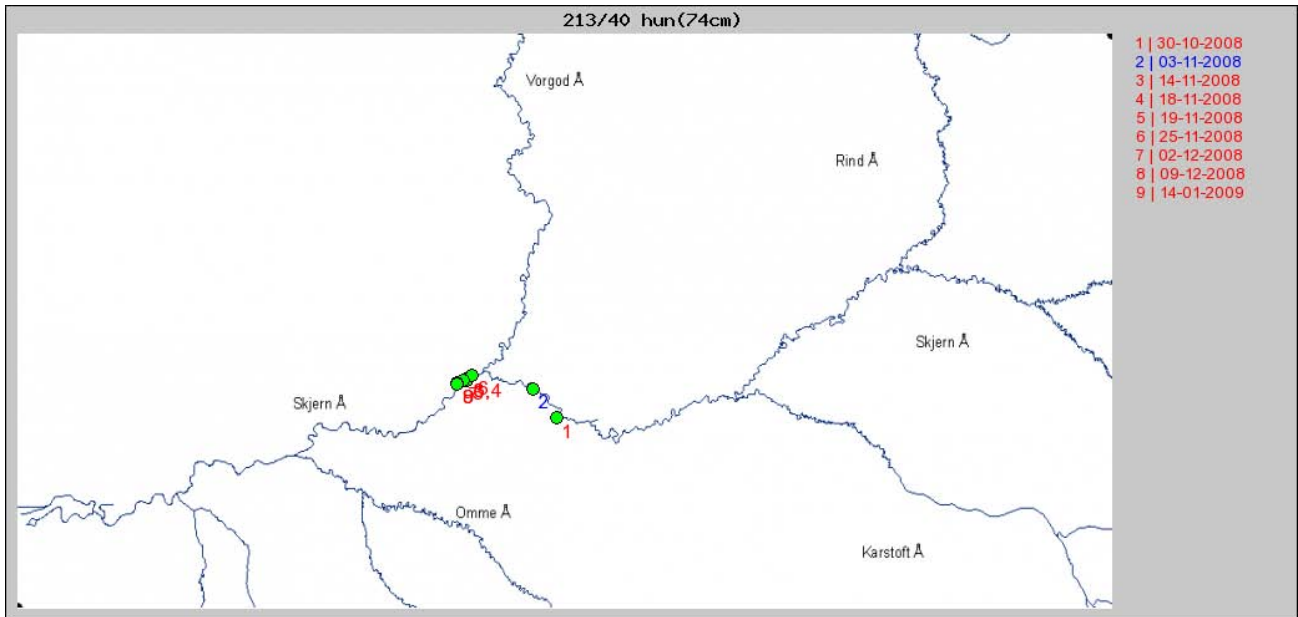 213/40 hun(74cm)
1 | 30-10-2008
2 | 03-11-2008
3 | 14-11-2008
4 | 18-11-2008
5 | 19-11-2008
6 | 25-11-2008
7 | 02-12-2008
8 | 09-12-2008
9 | 14-01-2009
Vorgod Å
Rind Å
Skjern Å
Skjern Å
2
1
Omme Å
Karstoft Å